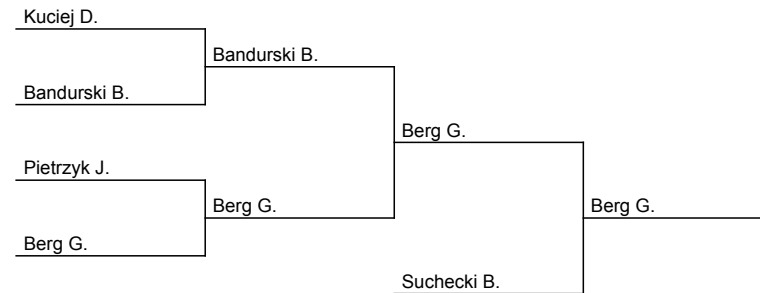 Kuciej D.
Bandurski B.
Bandurski B.
Berg G.
Pietrzyk J.
Berg G.
Berg G.
Berg G.
Suchecki B.